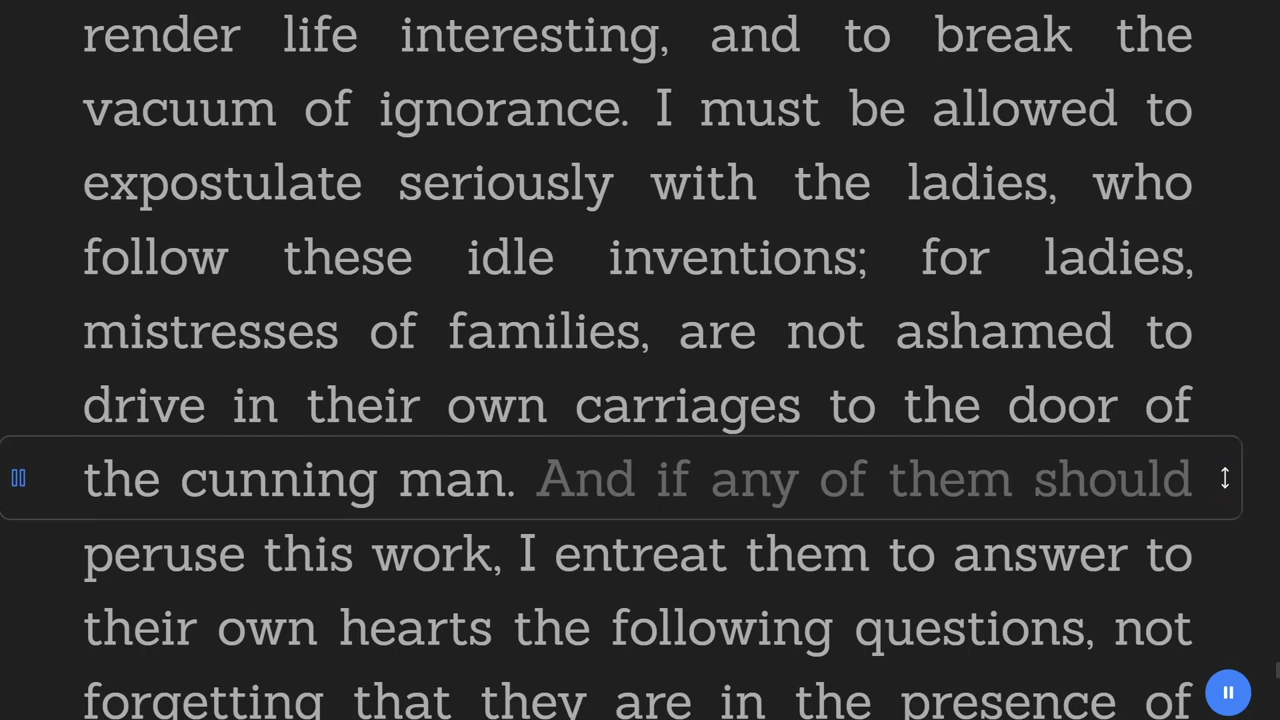 render life interesting, and to break the
vacuum of ignorance. I must be allowed to
expostulate seriously with the ladies, who
follow these idle inventions; for ladies,
mistresses of families, are not ashamed to
drive in their own carriages to the door of
the cunning man. And if any of them should
peruse this work, I entreat them to answer to
their own hearts the following questions, not
forgetting that they are in the presence of